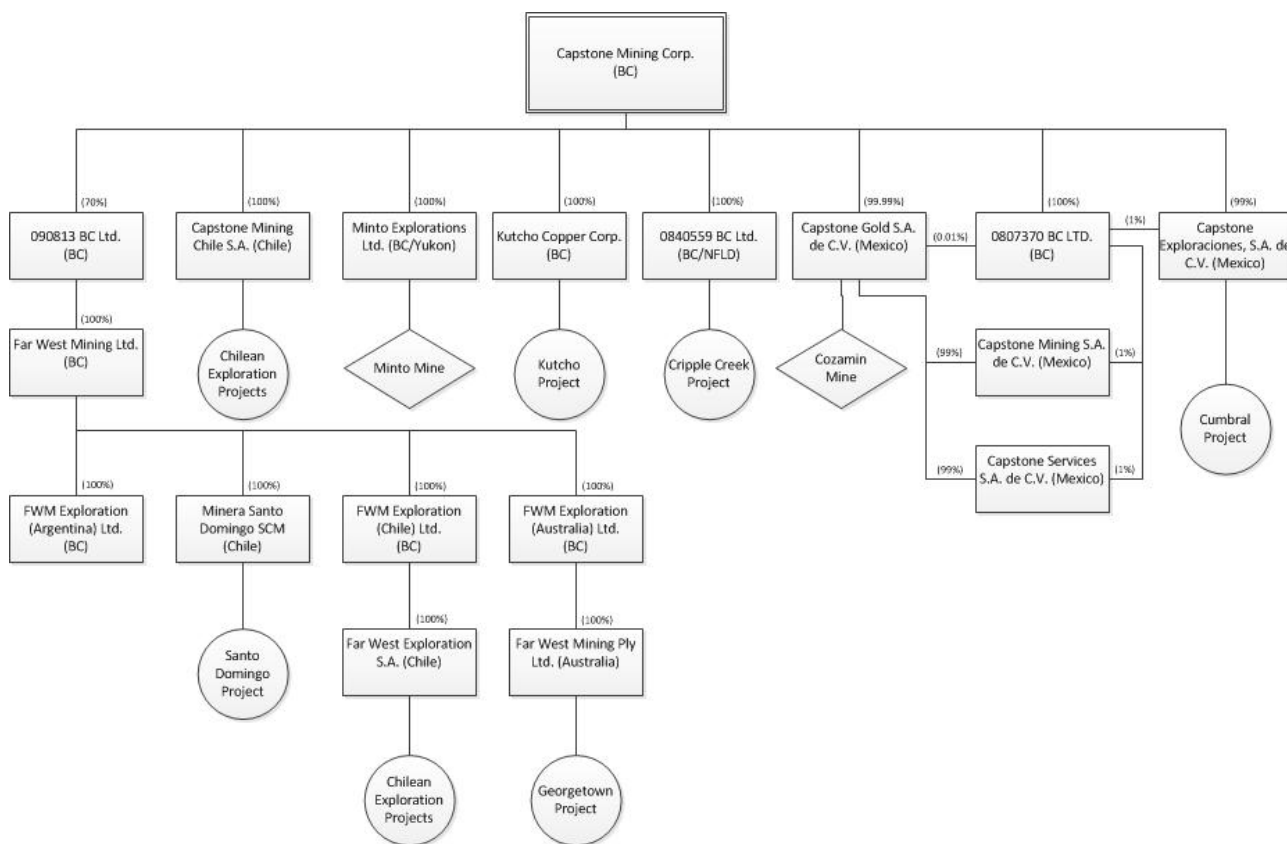 Capstone Mining Corp.
(BC)
(70%)
(100%)
(100%)
(100%)
(100%)
(99.99%)
(100%)
(1%)
(99%)
090813 BC Ltd.
(BC)
Capstone Mining
Chile S.A. (Chile)
Minto Explorations
Ltd. (BC/Yukon)
Kutcho Copper Corp.
(BC)
0840559 BC Ltd.
(BC/NFLD)
Capstone Gold S.A.
de C.V. (Mexico)
(0.01%)
0807370 BC LTD.
(BC)
Capstone
Exploraciones, S.A. de
C.V. (Mexico)
(100%)
Far West Mining Ltd.
(BC)
Chilean
Exploration
Projects
Minto Mine
Kutcho
Project
Cripple Creek
Project
Cozamin
Mine
(99%)
Capstone Mining S.A.
de C.V. (Mexico)
(1%)
Cumbral
Project
(99%)
Capstone Services
S.A. de C.V. (Mexico)
(1%)
(100%)
(100%)
(100%)
(100%)
FWM Exploration
(Argentina) Ltd.
(BC)
Minera Santo
Domingo SCM
(Chile)
FWM Exploration
(Chile) Ltd.
(BC)
FWM Exploration
(Australia) Ltd.
(BC)
(100%)
(100%)
Santo
Domingo
Project
Far West Exploration
S.A. (Chile)
Far West Mining Ply
Ltd. (Australia)
Chilean
Exploration
Projects
Georgetown
Project